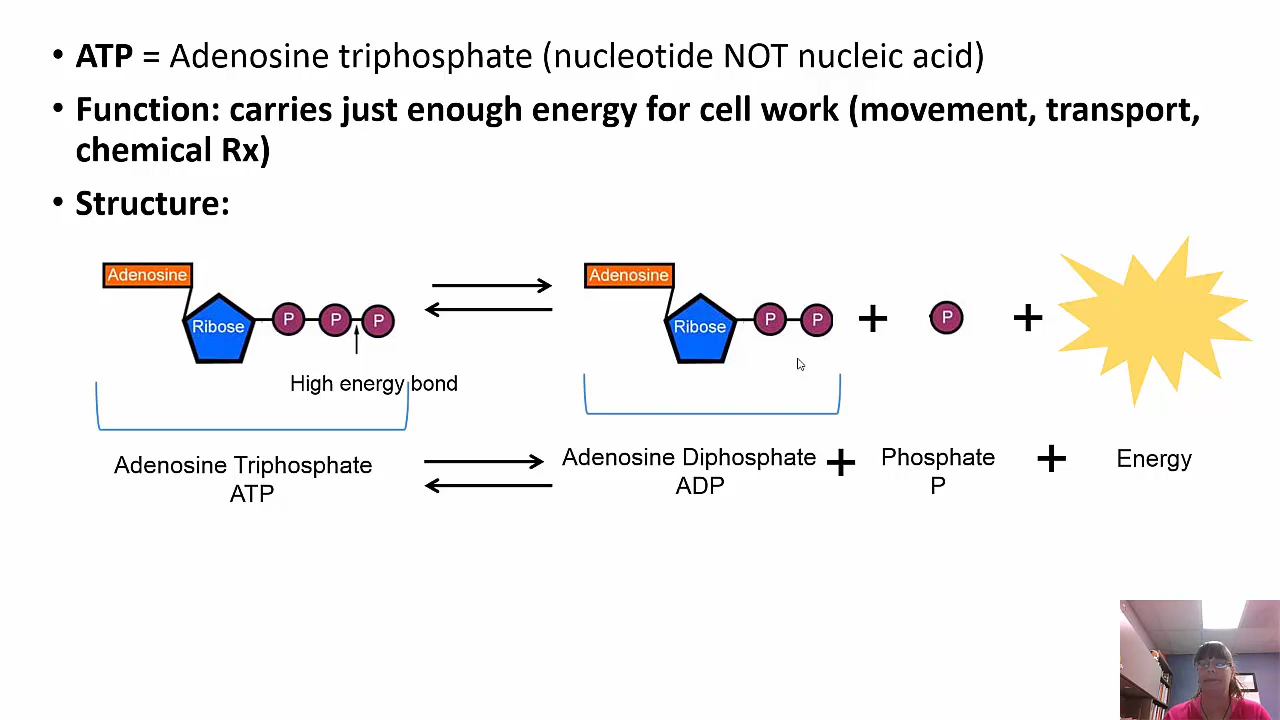 • ATP = Adenosine triphosphate (nucleotide NOT nucleic acid)
• Function: carries just enough energy for cell work (movement, transport,
chemical Rx)
• Structure:
Adenosine
Ribose
P P P
High energy bond
Adenosine
Ribose
P P
+
P
+
Adenosine Triphosphate
ATP
Adenosine Diphosphate
ADP
+
Phosphate
P
+
Energy